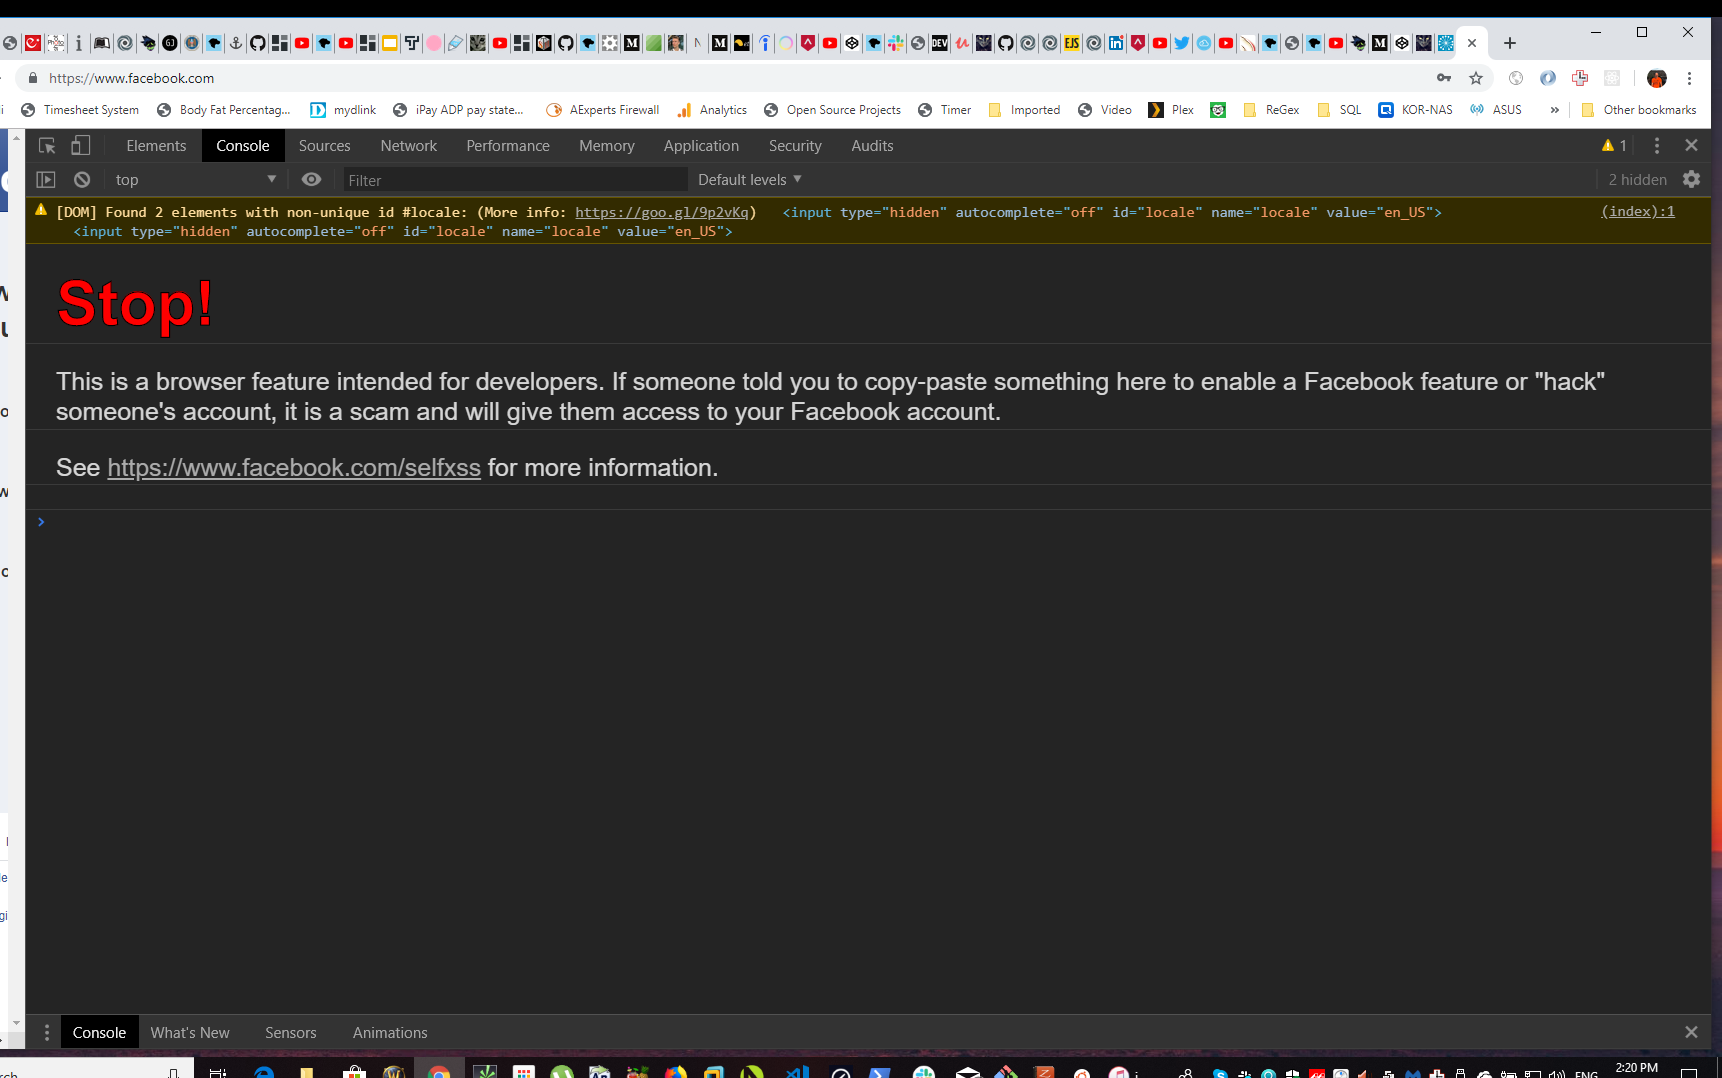 https://www.facebook.com
Timesheet System Body Fat Percentag... mydlink iPay ADP pay state... AExperts Firewall Analytics Open Source Projects Timer Imported Video Plex ReGex SQL KOR-NAS ASUS » Other bookmarks
Elements Console Sources Network Performance Memory Application Security Audits 1
top Filter Default levels 2 hidden
[DOM] Found 2 elements with non-unique id #locale: (More info: https://goo.gl/9p2vKq) <input type="hidden" autocomplete="off" id="locale" name="locale" value="en_US"> (index):1
<input type="hidden" autocomplete="off" id="locale" name="locale" value="en_US">
Stop!
This is a browser feature intended for developers. If someone told you to copy-paste something here to enable a Facebook feature or "hack"
someone's account, it is a scam and will give them access to your Facebook account.
See https://www.facebook.com/selfxss for more information.
Console What's New Sensors Animations
ENG 2:20 PM